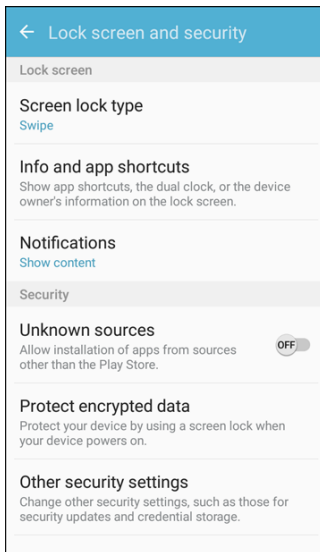 Lock screen and security
Lock screen
Screen lock type
Swipe
Info and app shortcuts
Show app shortcuts, the dual clock, or the device
owner's information on the lock screen.
Notifications
Show content
Security
Unknown sources
Allow installation of apps from sources
other than the Play Store.
OFF
Protect encrypted data
Protect your device by using a screen lock when
your device powers on.
Other security settings
Change other security settings, such as those for
security updates and credential storage.